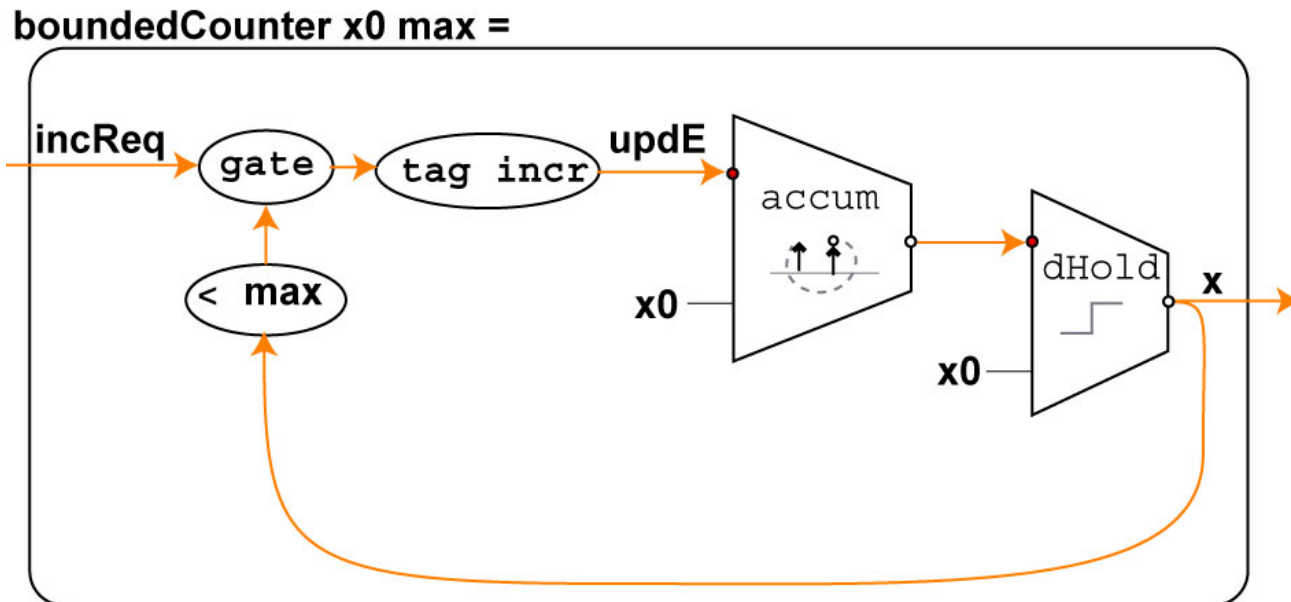 boundedCounter x0 max =
incReq
gate
tag incr
updE
accum
< max
x0
dHold
x
x0